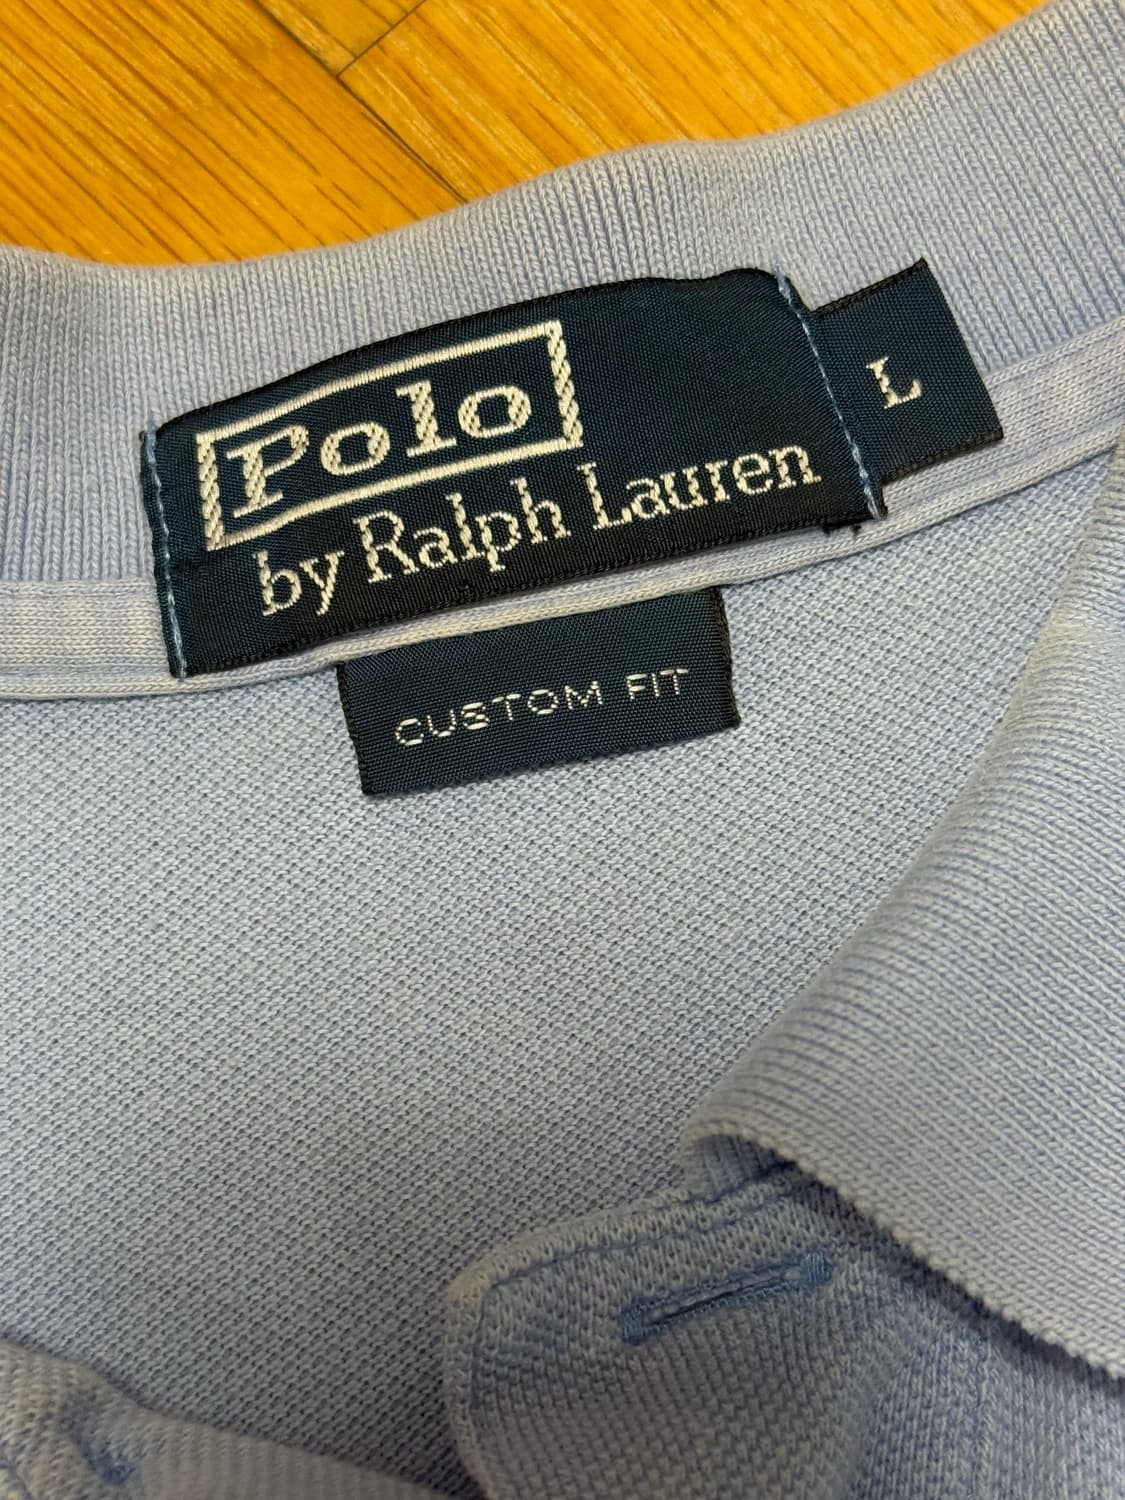 Polo
by Ralph Lauren
L
CUSTOM FIT